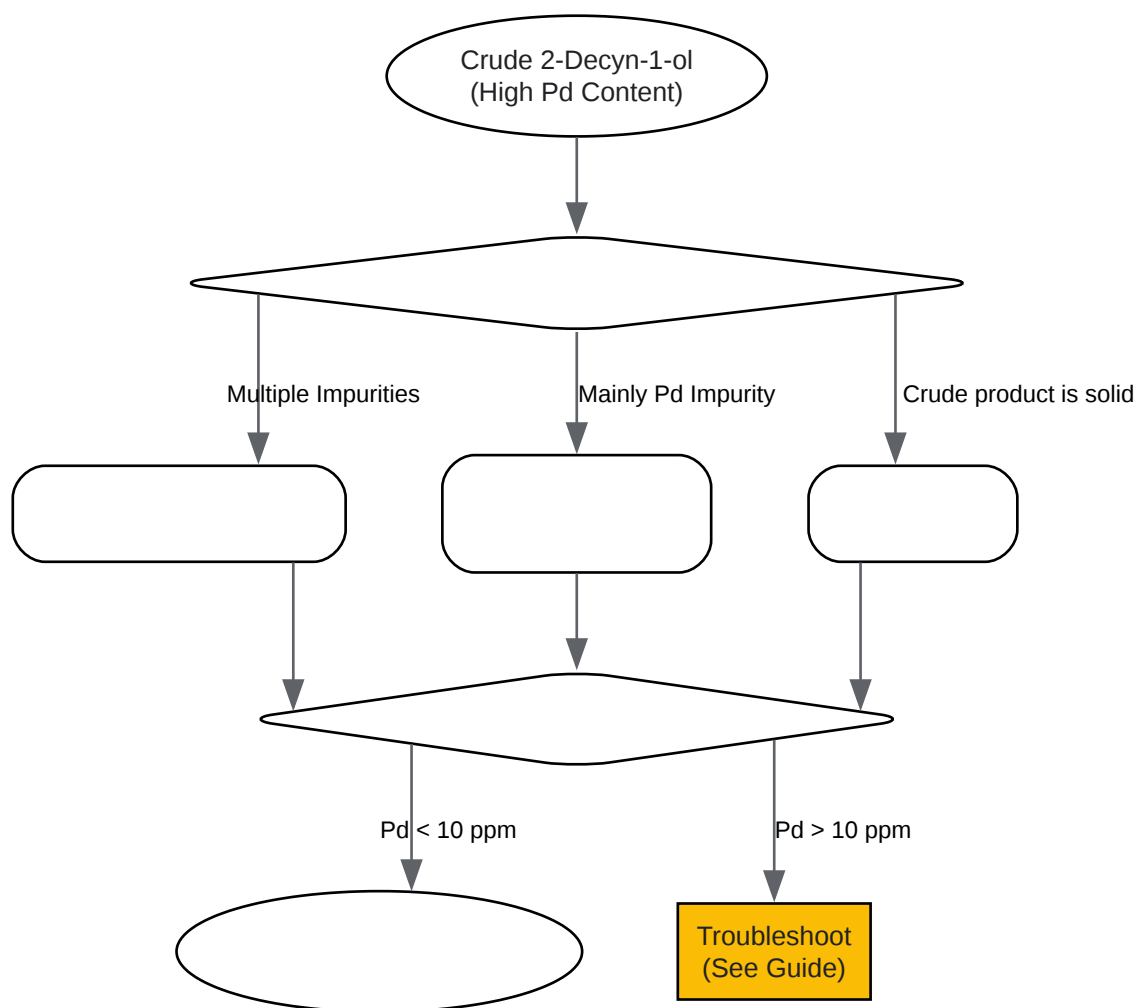 Crude 2-Decyn-1-ol
(High Pd Content)
Multiple Impurities
Mainly Pd Impurity
Crude product is solid
Pd < 10 ppm
Pd > 10 ppm
Troubleshoot
(See Guide)